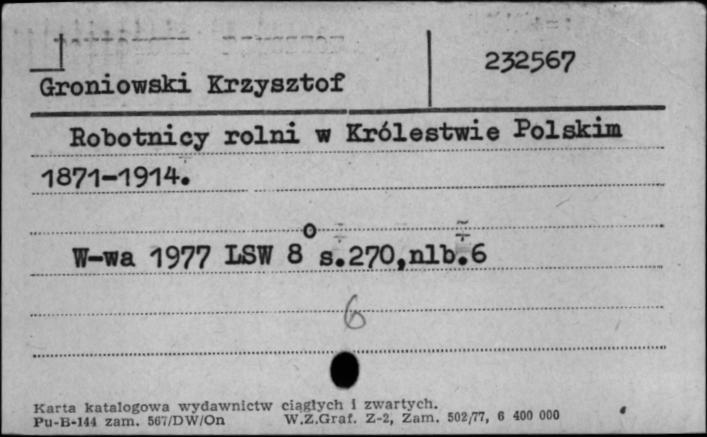 232567
Groniowski Krzysztof
Robotnicy rolni w Królestwie Polskim
1871-1914.
W-wa 1977 LSW 8° s.270,nlb.6
6
Karta katalogowa wydawnictw ciągłych i zwartych.
Pu-B-144 zam. 567/DW/On W.Z.Graf. Z-2, Zam. 502/77, 6 400 000